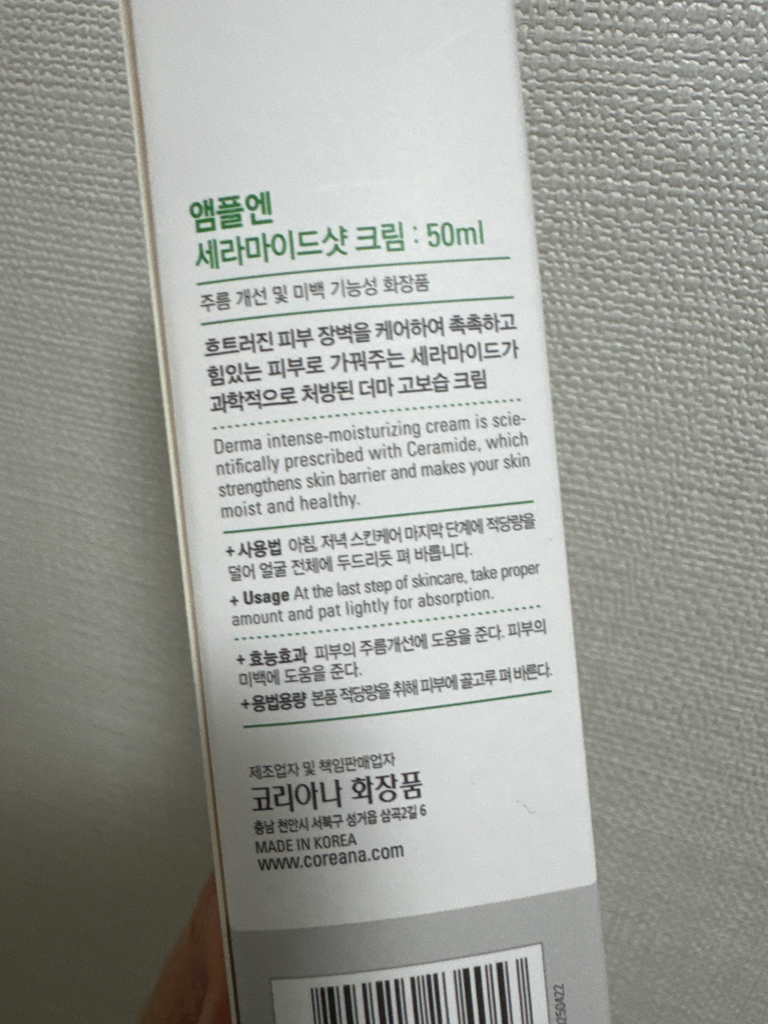 앰플엔
세라마이드샷 크림 : 50ml
주름 개선 및 미백 기능성 화장품
흐트러진 피부 장벽을 케어하여 촉촉하고
힘있는 피부로 가꿔주는 세라마이드가
과학적으로 처방된 더마 고보습 크림
Derma intense-moisturizing cream is scie-
ntifically prescribed with Ceramide, which
strengthens skin barrier and makes your skin
moist and healthy.
+ 사용법 아침, 저녁 스킨케어 마지막 단계에 적당량을
덜어 얼굴 전체에 두드리듯 펴 바릅니다.
+ Usage At the last step of skincare, take proper
amount and pat lightly for absorption.
+ 효능효과 피부의 주름개선에 도움을 준다. 피부의
미백에 도움을 준다.
+ 용법용량 본품 적당량을 취해 피부에 골고루 펴 바른다.
제조업자 및 책임판매업자
코리아나 화장품
충남 천안시 서북구 성거읍 삼곡2길 6
MADE IN KOREA
www.coreana.com